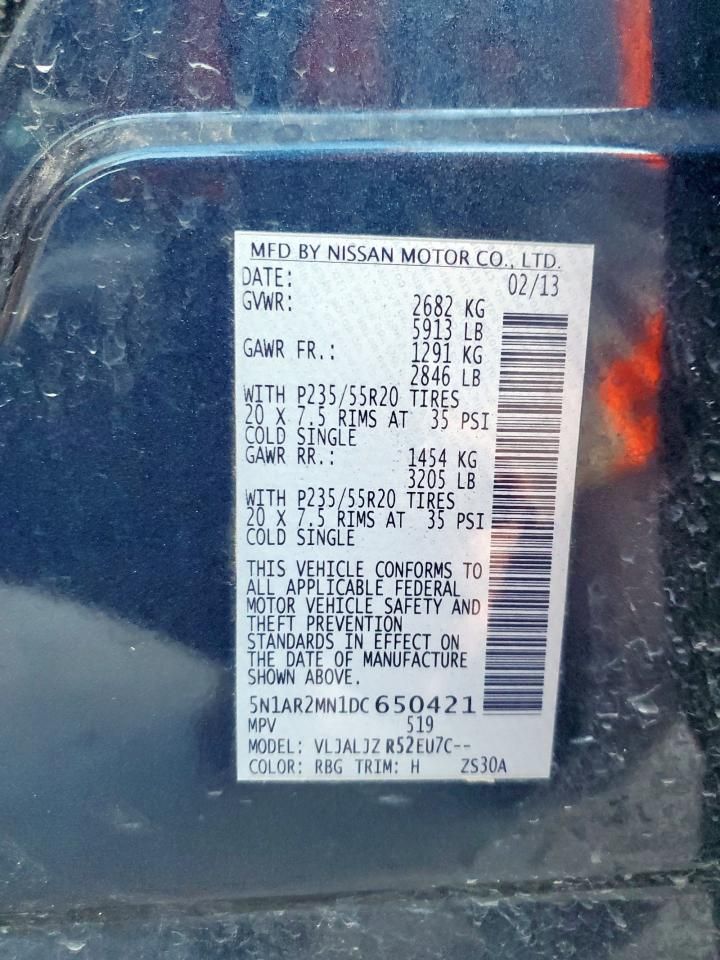 MFD BY NISSAN MOTOR CO., LTD.
DATE: 02/13
GVWR: 2682 KG
5913 LB
GAWR FR.: 1291 KG
2846 LB
WITH P235/55R20 TIRES
20 X 7.5 RIMS AT 35 PSI
COLD SINGLE
GAWR RR.: 1454 KG
3205 LB
WITH P235/55R20 TIRES
20 X 7.5 RIMS AT 35 PSI
COLD SINGLE
THIS VEHICLE CONFORMS TO
ALL APPLICABLE FEDERAL
MOTOR VEHICLE SAFETY AND
THEFT PREVENTION
STANDARDS IN EFFECT ON
THE DATE OF MANUFACTURE
SHOWN ABOVE.
5N1AR2MN1DC650421
MPV 519
MODEL: VLJALJZ R52EU7C--
COLOR: RBG TRIM: H ZS30A